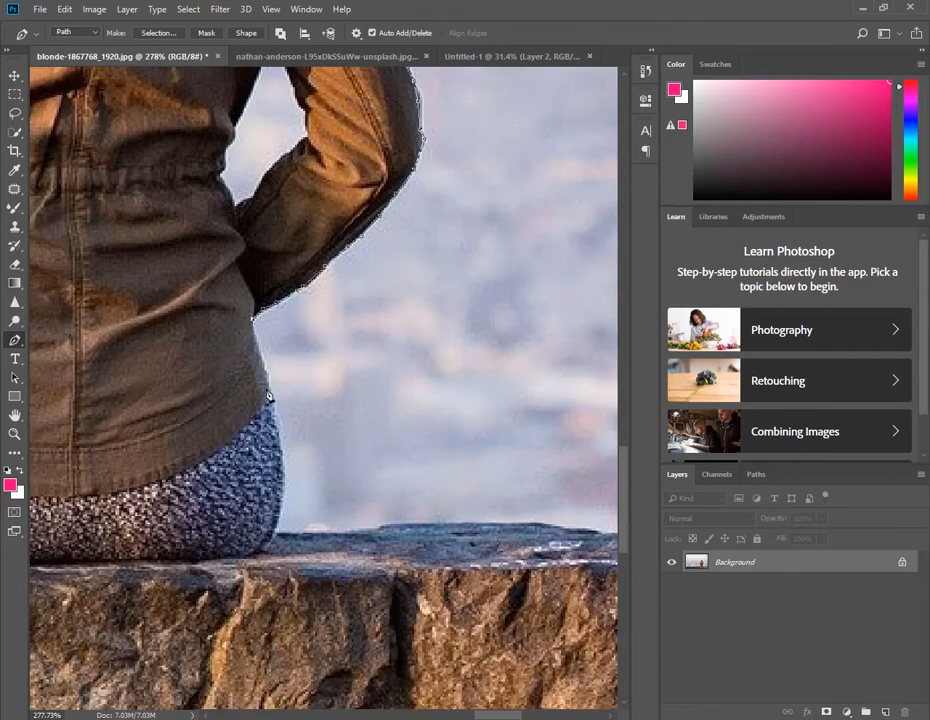 Ps File Edit Image Layer Type Select Filter 3D View Window Help
Path Make: Selection... Mask Shape Auto Add/Delete Align Edges
blonde-1867768_1920.jpg @ 278% (RGB/8#) * × nathan-anderson-L95xDkSSuWw-unsplash.jpg... × Untitled-1 @ 31.4% (Layer 2, RGB/... ×
Color Swatches
Learn Libraries Adjustments
Learn Photoshop
Step-by-step tutorials directly in the app. Pick a
topic below to begin.
Photography
Retouching
Combining Images
Layers Channels Paths
Kind
Normal Opacity: 100%
Lock: Fill: 100%
Background
277.73% Doc: 7.03M/7.03M